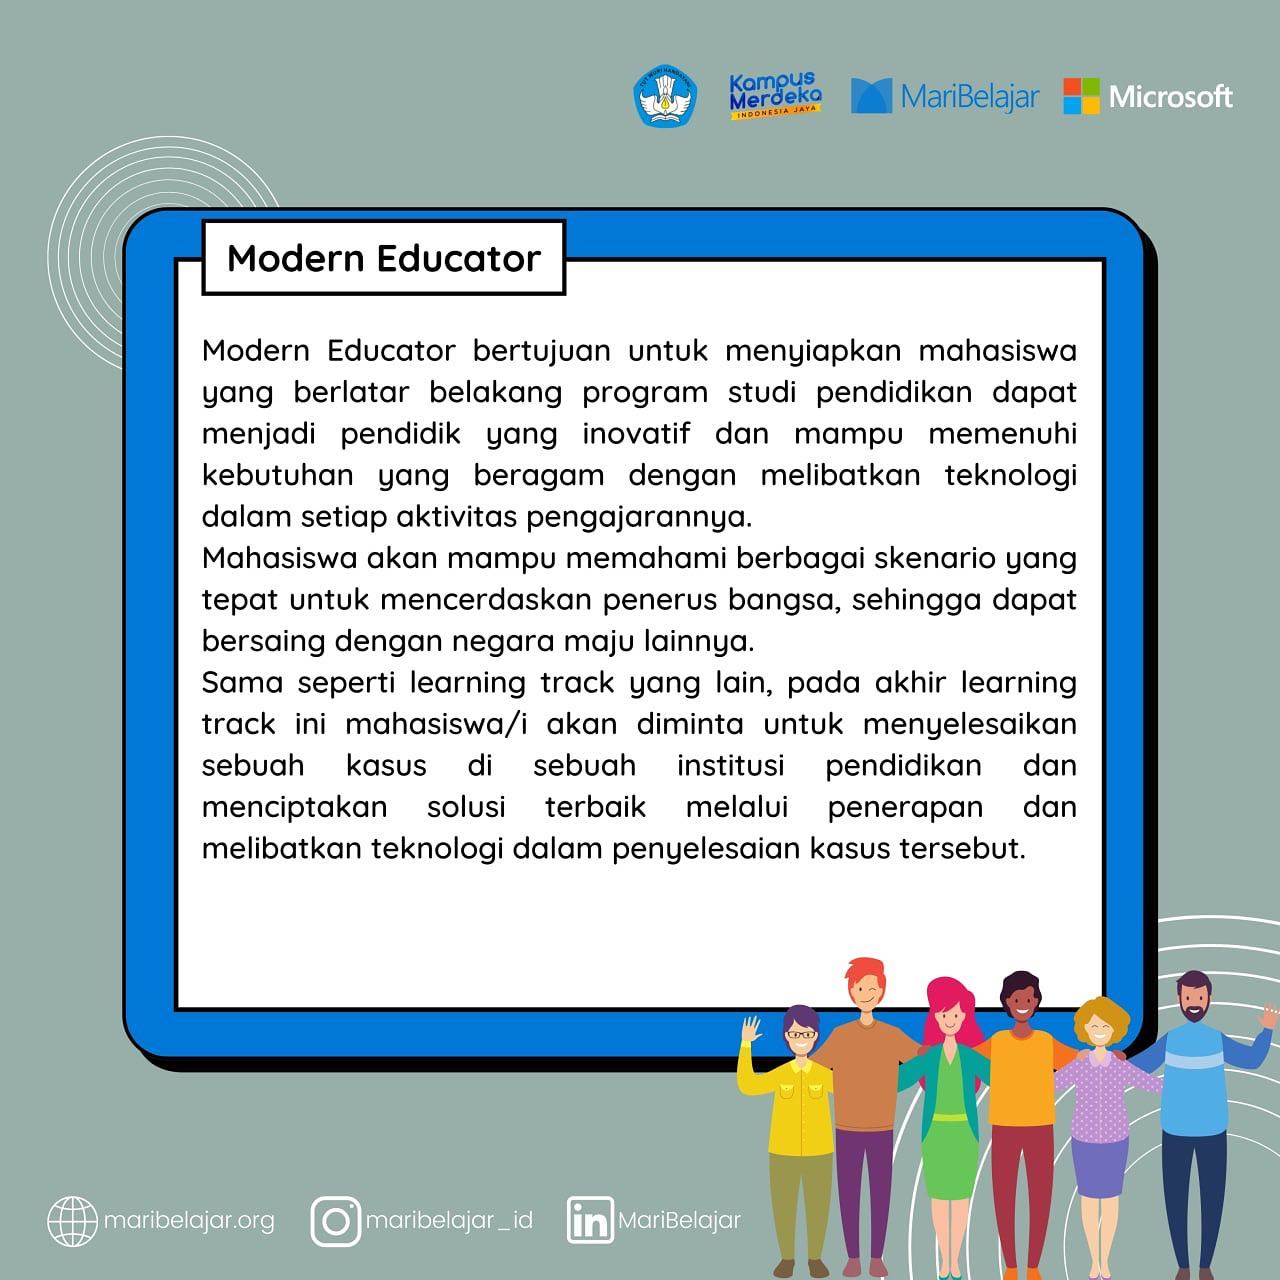 TUT WURI HANDAYANI
Kampus
Merdeka
INDONESIA JAYA
MariBelajar
Microsoft
Modern Educator
Modern Educator bertujuan untuk menyiapkan mahasiswa
yang berlatar belakang program studi pendidikan dapat
menjadi pendidik yang inovatif dan mampu memenuhi
kebutuhan yang beragam dengan melibatkan teknologi
dalam setiap aktivitas pengajarannya.
Mahasiswa akan mampu memahami berbagai skenario yang
tepat untuk mencerdaskan penerus bangsa, sehingga dapat
bersaing dengan negara maju lainnya.
Sama seperti learning track yang lain, pada akhir learning
track ini mahasiswa/i akan diminta untuk menyelesaikan
sebuah kasus di sebuah institusi pendidikan dan
menciptakan solusi terbaik melalui penerapan dan
melibatkan teknologi dalam penyelesaian kasus tersebut.
maribelajar.org
maribelajar_id
MariBelajar